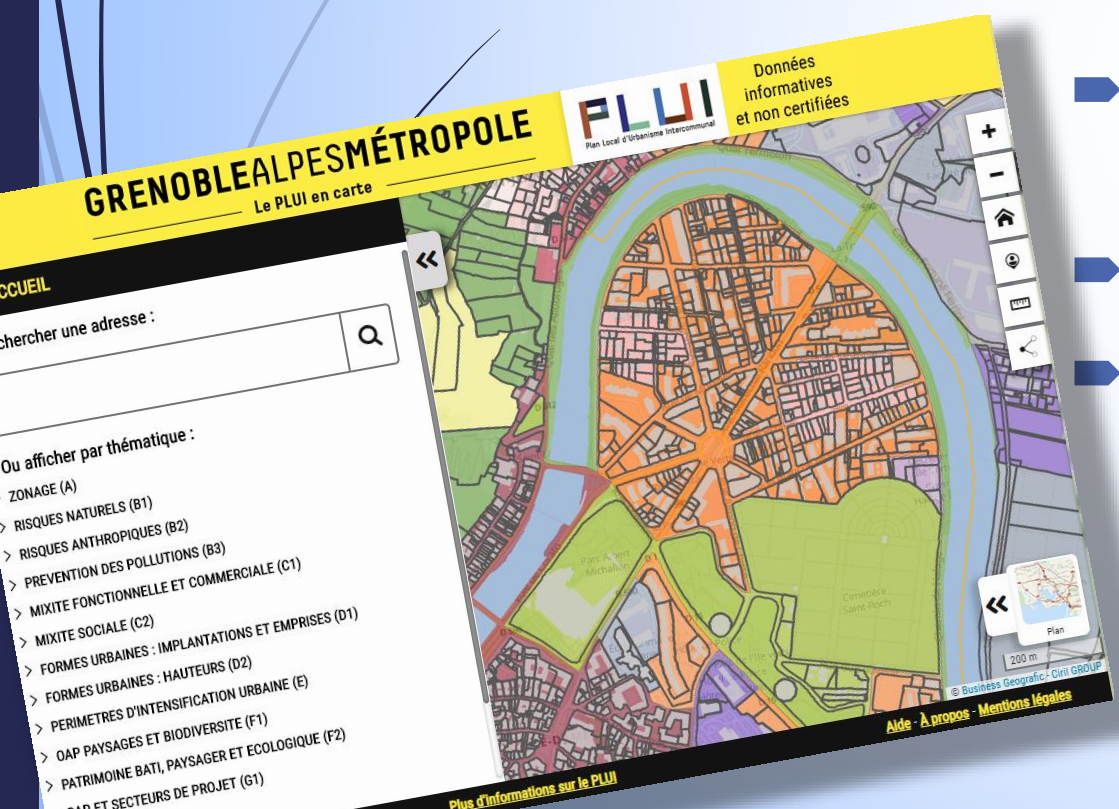 GRENOBLEALPESMÉTROPOLE
Le PLUI en carte
PLUI
Plan Local d'Urbanisme Intercommunal
Données
informatives
et non certifiées
CCUEIL
chercher une adresse :
Ou afficher par thématique :
ZONAGE (A)
RISQUES NATURELS (B1)
RISQUES ANTHROPIQUES (B2)
PREVENTION DES POLLUTIONS (B3)
MIXITE FONCTIONNELLE ET COMMERCIALE (C1)
MIXITE SOCIALE (C2)
FORMES URBAINES : IMPLANTATIONS ET EMPRISES (D1)
FORMES URBAINES : HAUTEURS (D2)
PERIMETRES D'INTENSIFICATION URBAINE (E)
OAP PAYSAGES ET BIODIVERSITE (F1)
PATRIMOINE BATI, PAYSAGER ET ECOLOGIQUE (F2)
OAP ET SECTEURS DE PROJET (G1)
Parc Albert
Michallon
Cimetière
Saint-Roch
Plan
200 m
© Business Geografic - Ciril GROUP
Aide - À propos - Mentions légales
Plus d'informations sur le PLUI